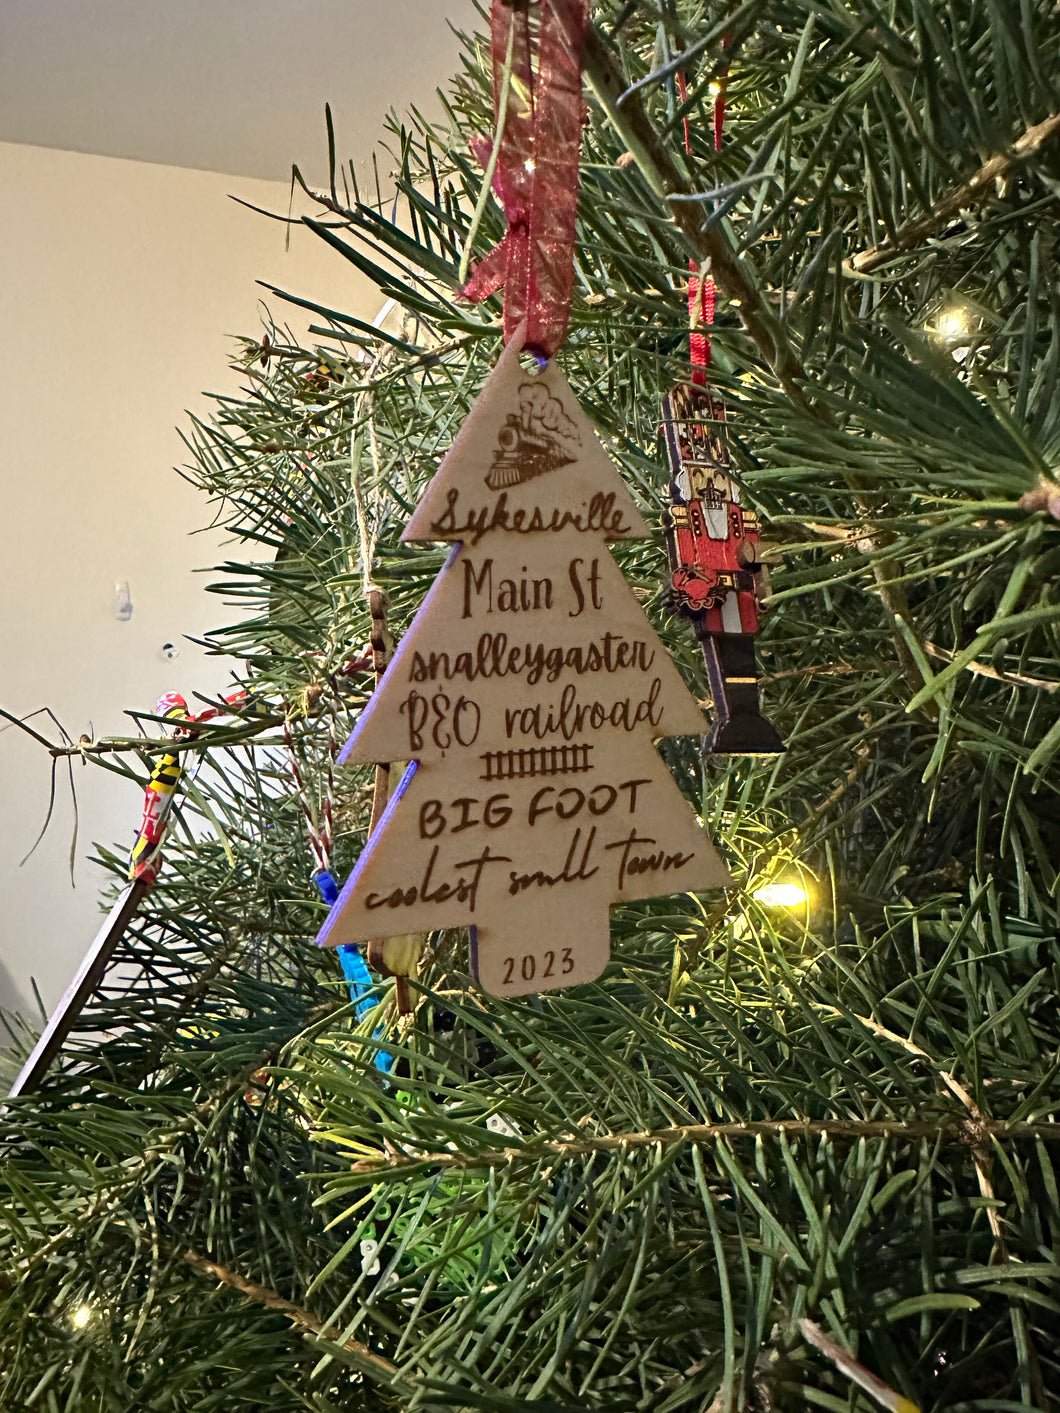 Sykesville
Main St
snalleygaster
B&O railroad
BIG FOOT
coolest small town
2023